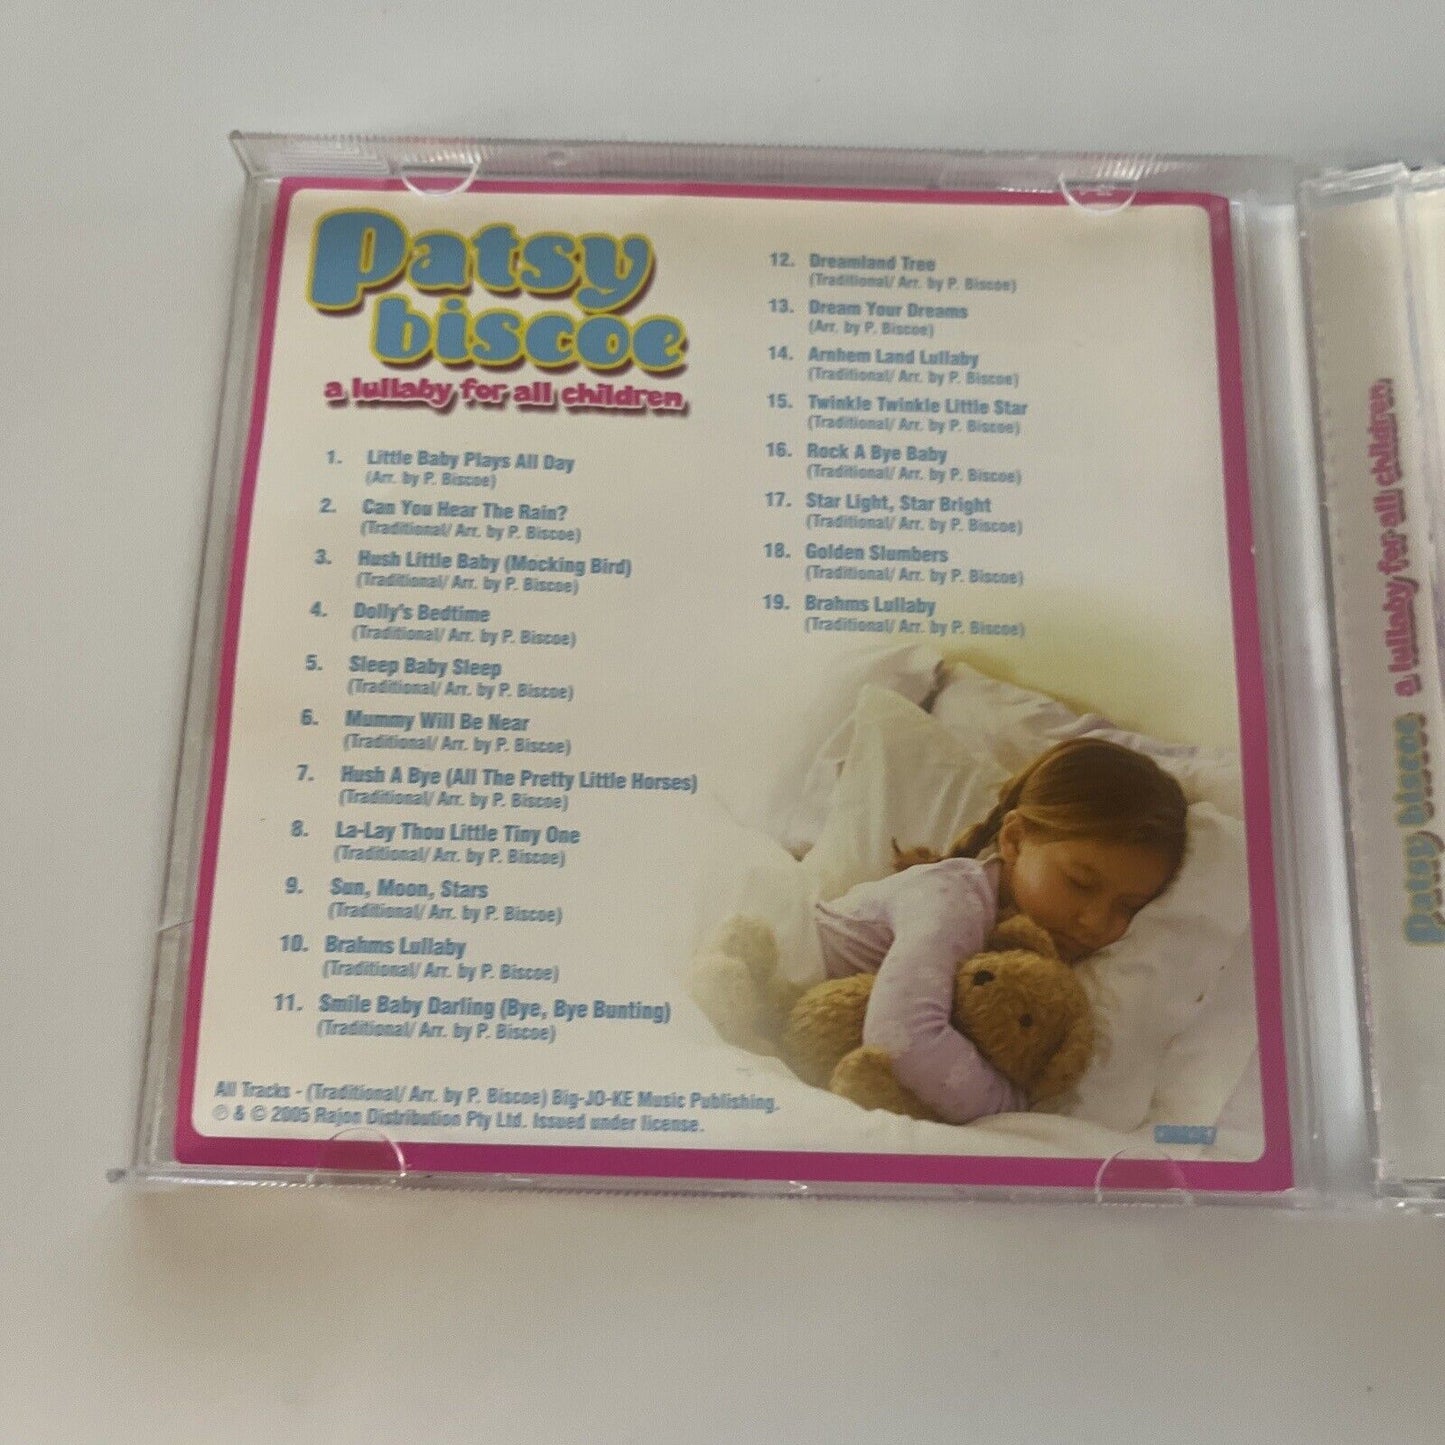 Patsy
biscoe
a lullaby for all children
1. Little Baby Plays All Day
(Arr. by P. Biscoe)
2. Can You Hear The Rain?
(Traditional/ Arr. by P. Biscoe)
3. Hush Little Baby (Mocking Bird)
(Traditional/ Arr. by P. Biscoe)
4. Dolly's Bedtime
(Traditional/ Arr. by P. Biscoe)
5. Sleep Baby Sleep
(Traditional/ Arr. by P. Biscoe)
6. Mummy Will Be Near
(Traditional/ Arr. by P. Biscoe)
7. Hush A Bye (All The Pretty Little Horses)
(Traditional/ Arr. by P. Biscoe)
8. La-Lay Thou Little Tiny One
(Traditional/ Arr. by P. Biscoe)
9. Sun, Moon, Stars
(Traditional/ Arr. by P. Biscoe)
10. Brahms Lullaby
(Traditional/ Arr. by P. Biscoe)
11. Smile Baby Darling (Bye, Bye Bunting)
(Traditional/ Arr. by P. Biscoe)
12. Dreamland Tree
(Traditional/ Arr. by P. Biscoe)
13. Dream Your Dreams
(Arr. by P. Biscoe)
14. Arnhem Land Lullaby
(Traditional/ Arr. by P. Biscoe)
15. Twinkle Twinkle Little Star
(Traditional/ Arr. by P. Biscoe)
16. Rock A Bye Baby
(Traditional/ Arr. by P. Biscoe)
17. Star Light, Star Bright
(Traditional/ Arr. by P. Biscoe)
18. Golden Slumbers
(Traditional/ Arr. by P. Biscoe)
19. Brahms Lullaby
(Traditional/ Arr. by P. Biscoe)
All Tracks - (Traditional/ Arr. by P. Biscoe) Big-JO-KE Music Publishing.
℗ & © 2005 Rajon Distribution Pty Ltd. Issued under license.
Patsy biscoe a lullaby for all children